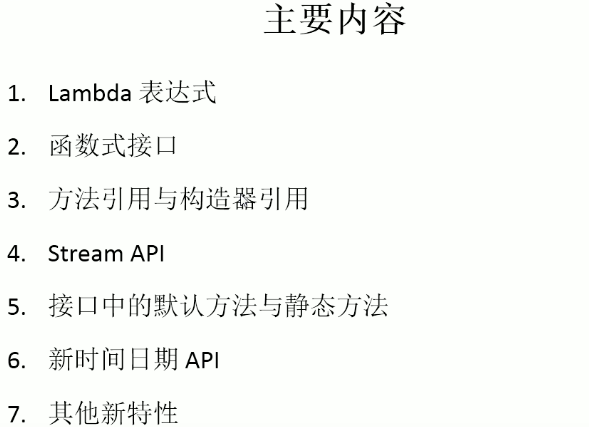 主要内容
1. Lambda 表达式
2. 函数式接口
3. 方法引用与构造器引用
4. Stream API
5. 接口中的默认方法与静态方法
6. 新时间日期 API
7. 其他新特性